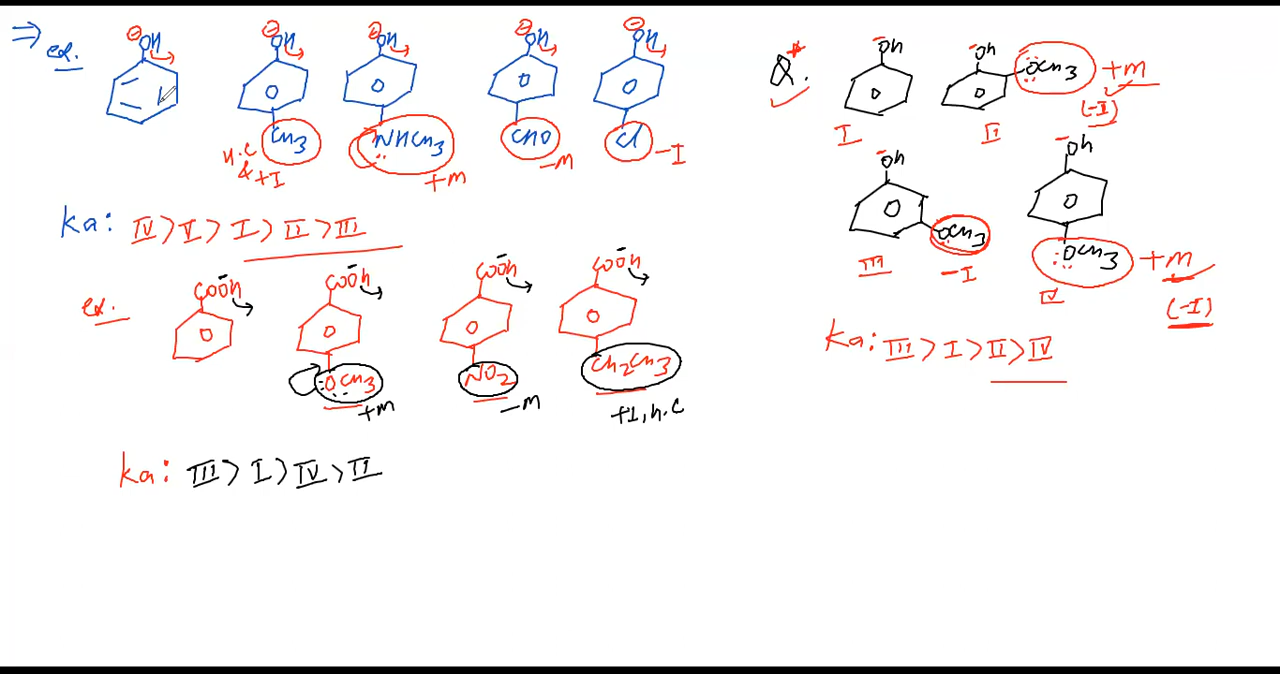 ⇒ ex.
⊖OH ⊖OH ⊖OH ⊖OH ⊖OH
CH3 NHCH3 CHO Cl
H.C & +I +m -m -I
ka: IV > V > I > II > III
ex.
COOH COOH COOH COOH
OCH3 NO2 CH2CH3
+m -m +I, H.C
ka: III > I > IV > II
Q.*
OH OH OCH3 +m
(-I)
I II
OH OH
OCH3 OCH3 +m
III -I IV (-I)
ka: III > I > II > IV